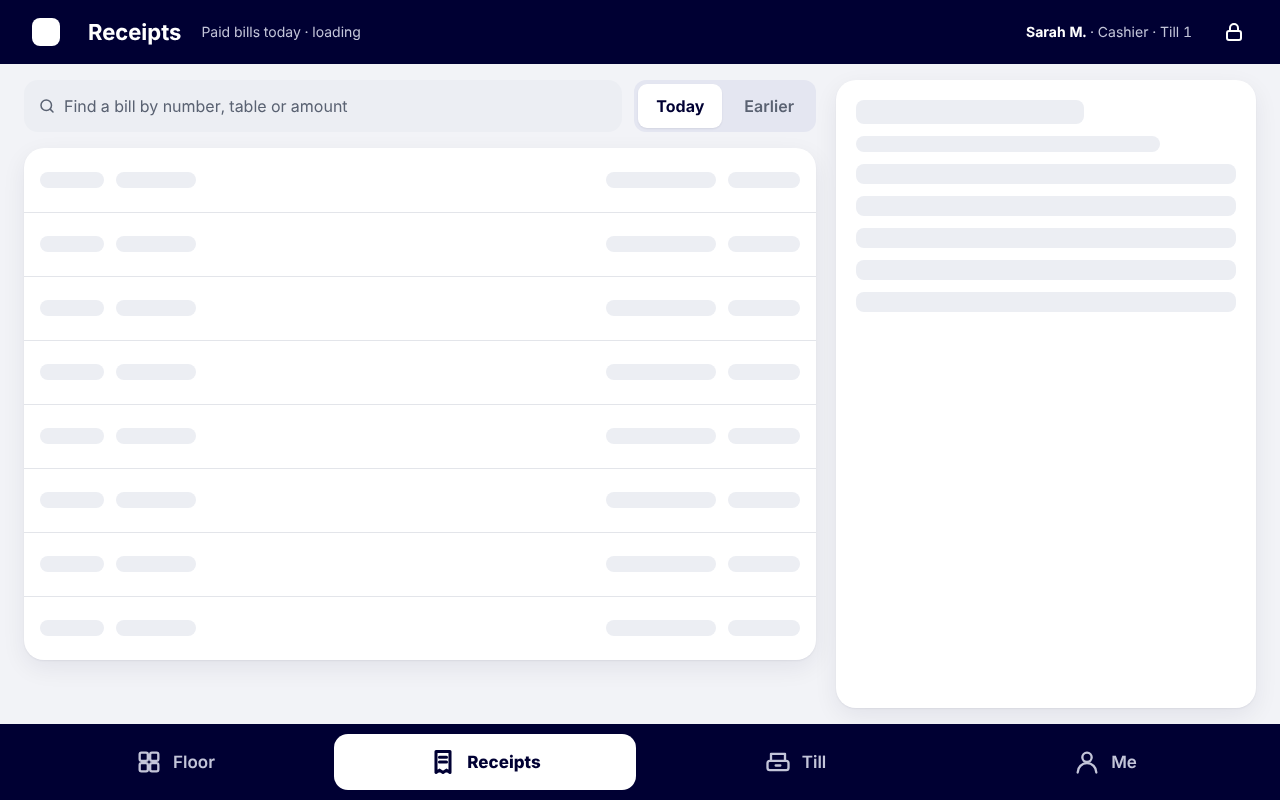 Receipts
Paid bills today · loading
Sarah M. · Cashier · Till 1
Find a bill by number, table or amount
Today
Earlier
Floor
Receipts
Till
Me